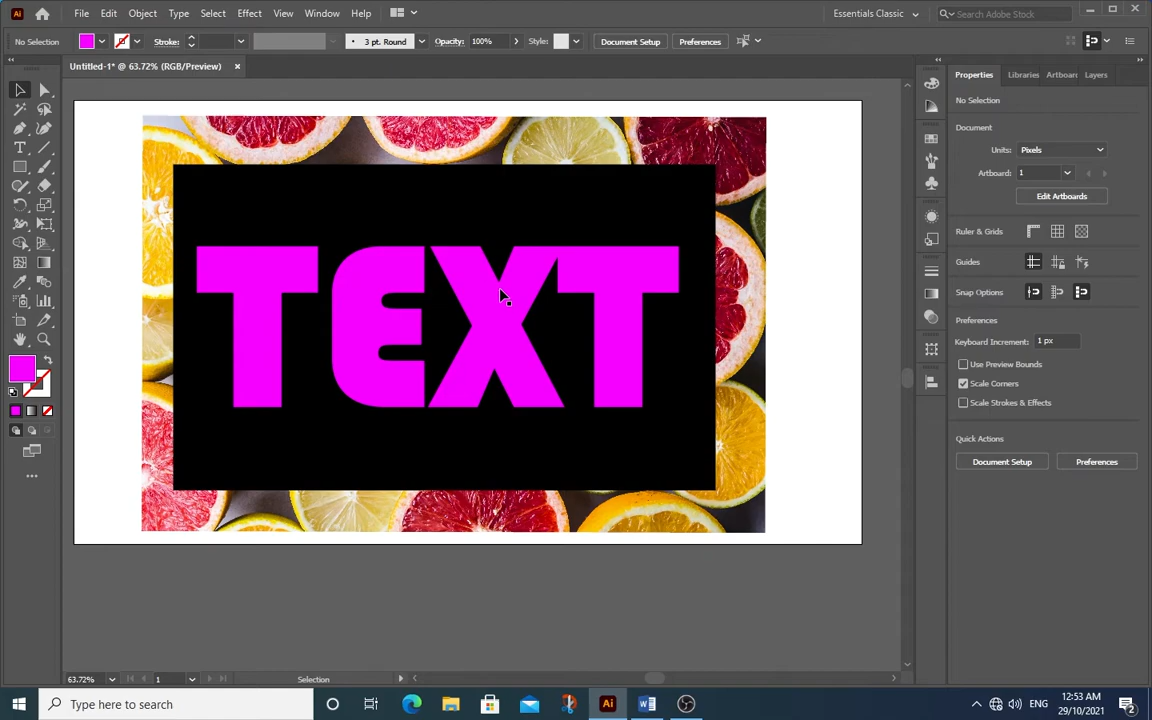 Ai File Edit Object Type Select Effect View Window Help Essentials Classic Search Adobe Stock
No Selection Stroke: 3 pt. Round Opacity: 100% Style: Document Setup Preferences
Untitled-1* @ 63.72% (RGB/Preview)
TEXT
Properties Libraries Artboar Layers
No Selection
Document
Units: Pixels
Artboard: 1
Edit Artboards
Ruler & Grids
Guides
Snap Options
Preferences
Keyboard Increment: 1 px
Use Preview Bounds
Scale Corners
Scale Strokes & Effects
Quick Actions
Document Setup Preferences
63.72% 1 Selection
Type here to search Ai ENG 12:53 AM
29/10/2021 2